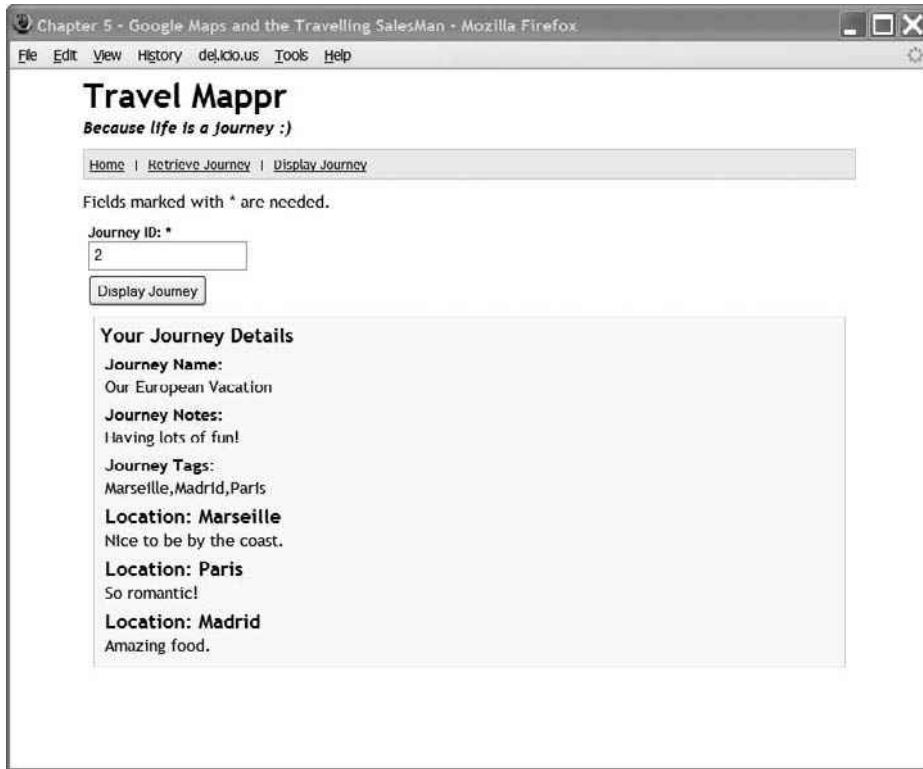 Chapter 5 - Google Maps and the Travelling SalesMan - Mozilla Firefox
File Edit View History del.icio.us Tools Help
Travel Mappr
Because life is a journey :)
Home | Retrieve Journey | Display Journey
Fields marked with * are needed.
Journey ID: *
2
Display Journey
Your Journey Details
Journey Name:
Our European Vacation
Journey Notes:
Having lots of fun!
Journey Tags:
Marseille,Madrid,Paris
Location: Marseille
Nice to be by the coast.
Location: Paris
So romantic!
Location: Madrid
Amazing food.